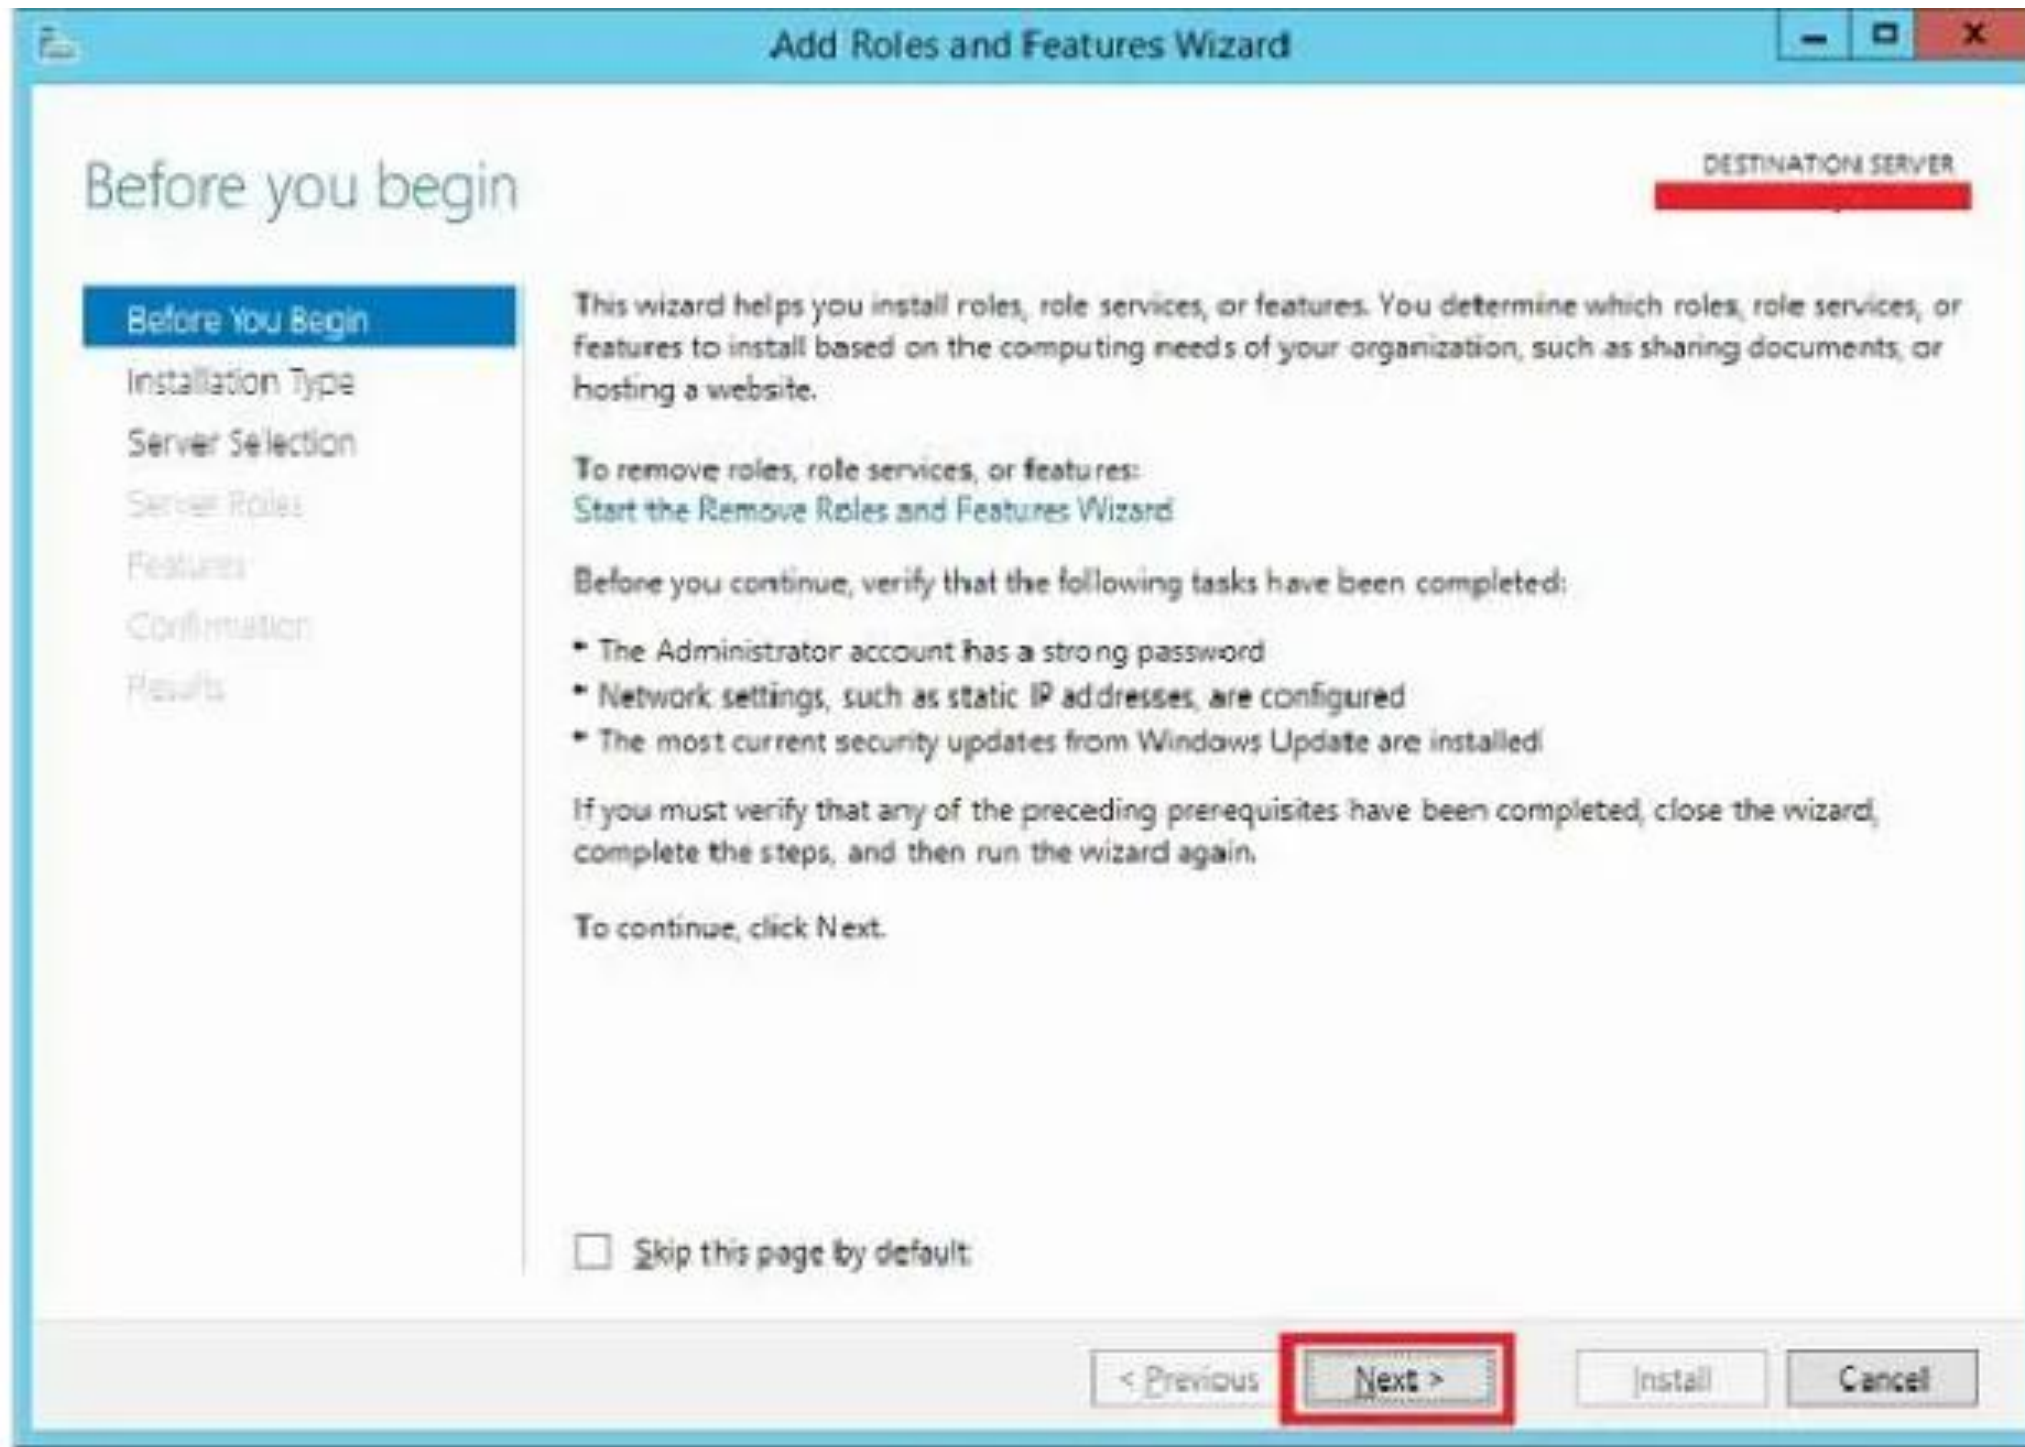 Add Roles and Features Wizard
Before you begin
DESTINATION SERVER
Before You Begin
Installation Type
Server Selection
Server Roles
Features
Confirmation
Results
This wizard helps you install roles, role services, or features. You determine which roles, role services, or
features to install based on the computing needs of your organization, such as sharing documents, or
hosting a website.
To remove roles, role services, or features:
Start the Remove Roles and Features Wizard
Before you continue, verify that the following tasks have been completed:
• The Administrator account has a strong password
• Network settings, such as static IP addresses, are configured
• The most current security updates from Windows Update are installed
If you must verify that any of the preceding prerequisites have been completed, close the wizard,
complete the steps, and then run the wizard again.
To continue, click Next.
Skip this page by default
< Previous
Next >
Install
Cancel